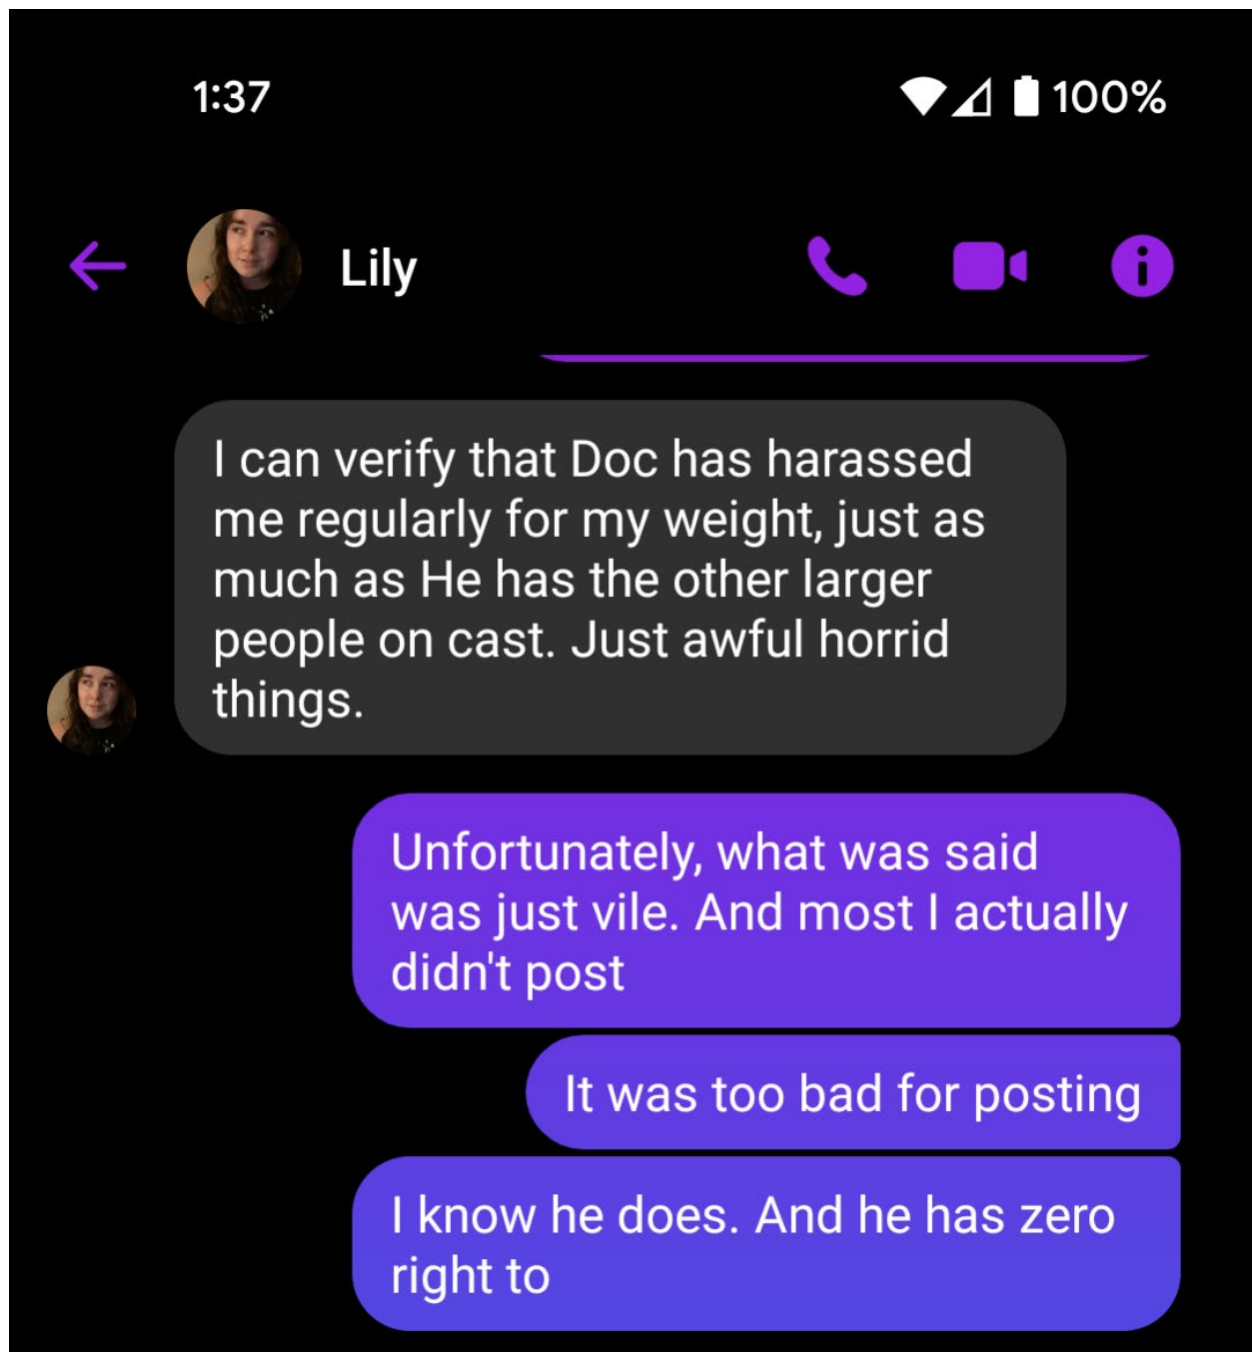 1:37
100%
Lily
I can verify that Doc has harassed
me regularly for my weight, just as
much as He has the other larger
people on cast. Just awful horrid
things.
Unfortunately, what was said
was just vile. And most I actually
didn't post
It was too bad for posting
I know he does. And he has zero
right to